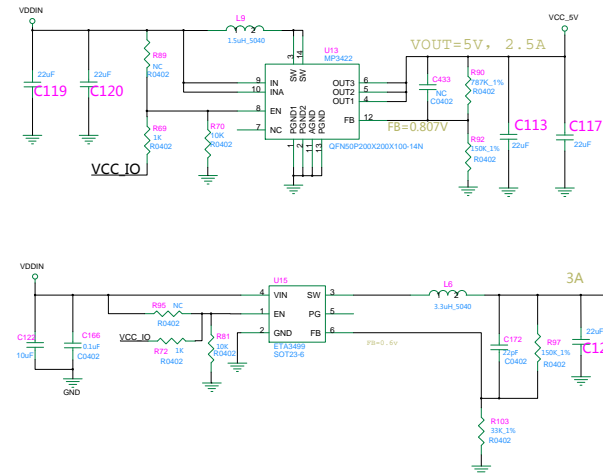 VDDIN
L9
1.5uH_5040
VCC_5V
R89
NC
R0402
U13
MP3422
VOUT=5V, 2.5A
3
14
SW
SW
22uF
C119
22uF
C120
9
IN
10
INA
8
EN
7
NC
OUT3
6
OUT2
5
OUT1
4
FB
12
PGND1
PGND2
AGND
PGND
1
2
11
13
QFN50P200X200X100-14N
C433
NC
C0402
R90
787K_1%
R0402
FB=0.807V
R69
1K
R0402
R70
10K
R0402
R92
150K_1%
R0402
C113
22uF
C117
22uF
VCC_IO
VDDIN
U15
4
VIN
1
EN
2
GND
SW
3
PG
5
FB
6
ETA3499
SOT23-6
L6
3.3uH_5040
3A
R95
NC
R0402
VCC_IO
R72
1K
R0402
R81
10K
R0402
C122
10uF
C166
0.1uF
C0402
GND
FB=0.6v
C172
22pF
C0402
R97
150K_1%
R0402
22uF
C12
R103
33K_1%
R0402